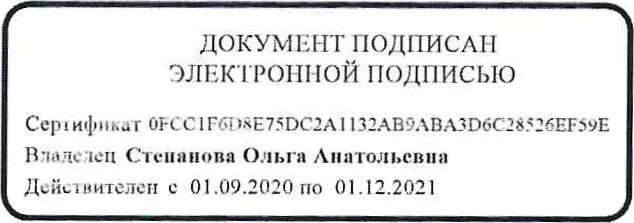 ДОКУМЕНТ ПОДПИСАН
ЭЛЕКТРОННОЙ ПОДПИСЬЮ
Сертификат 0FCC1F6D8E75DC2A1132AB9ABA3D6C28526EF59E
Владелец Степанова Ольга Анатольевна
Действителен с 01.09.2020 по 01.12.2021